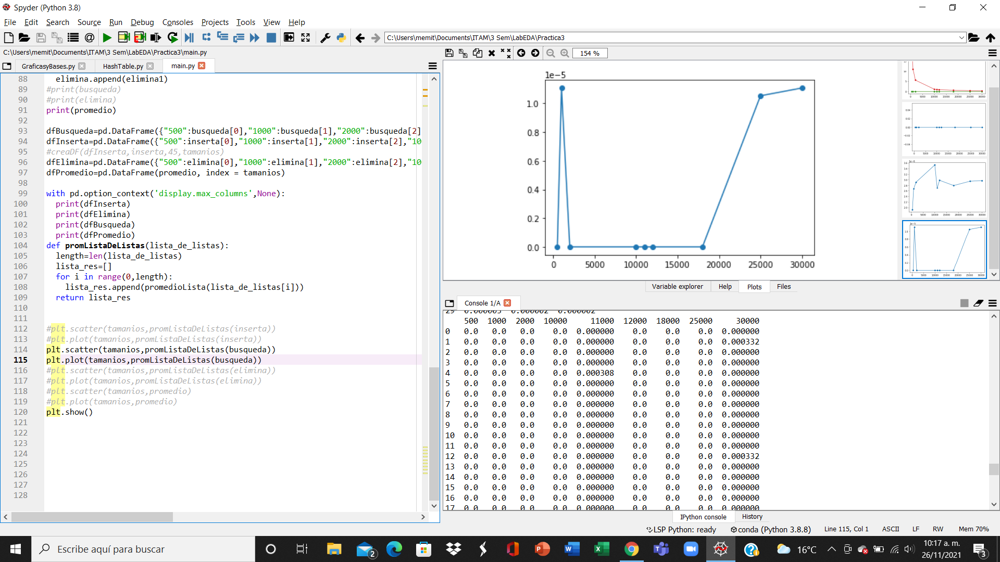 Spyder (Python 3.8)
File Edit Search Source Run Debug Consoles Projects Tools View Help
C:\Users\memit\Documents\ITAM\3 Sem\LabEDA\Practica3
C:\Users\memit\Documents\ITAM\3 Sem\LabEDA\Practica3\main.py
GraficasyBases.py HashTable.py main.py
88 elimina.append(elimina1)
89 #print(busqueda)
90 #print(elimina)
91 print(promedio)
92
93 dfBusqueda=pd.DataFrame({"500":busqueda[0],"1000":busqueda[1],"2000":busqueda[2]
94 dfInserta=pd.DataFrame({"500":inserta[0],"1000":inserta[1],"2000":inserta[2],"10
95 #creaDF(dfInserta,inserta,45,tamanios)
96 dfElimina=pd.DataFrame({"500":elimina[0],"1000":elimina[1],"2000":elimina[2],"10
97 dfPromedio=pd.DataFrame(promedio, index = tamanios)
98
99 with pd.option_context('display.max_columns',None):
100 print(dfInserta)
101 print(dfElimina)
102 print(dfBusqueda)
103 print(dfPromedio)
104 def promListaDeListas(lista_de_listas):
105 length=len(lista_de_listas)
106 lista_res=[]
107 for i in range(0,length):
108 lista_res.append(promedioLista(lista_de_listas[i]))
109 return lista_res
110
111
112 #plt.scatter(tamanios,promListaDeListas(inserta))
113 #plt.plot(tamanios,promListaDeListas(inserta))
114 plt.scatter(tamanios,promListaDeListas(busqueda))
115 plt.plot(tamanios,promListaDeListas(busqueda))
116 #plt.scatter(tamanios,promListaDeListas(elimina))
117 #plt.plot(tamanios,promListaDeListas(elimina))
118 #plt.scatter(tamanios,promedio)
119 #plt.plot(tamanios,promedio)
120 plt.show()
121
122
123
124
125
126
127
128
154 %
1e−5
1.0
0.8
0.6
0.4
0.2
0.0
0 5000 10000 15000 20000 25000 30000
Variable explorer Help Plots Files
Console 1/A
29 0.000003 0.000002 0.000002
500 1000 2000 10000 11000 12000 18000 25000 30000
0 0.0 0.0 0.0 0.0 0.000000 0.0 0.0 0.0 0.000000
1 0.0 0.0 0.0 0.0 0.000000 0.0 0.0 0.0 0.000332
2 0.0 0.0 0.0 0.0 0.000000 0.0 0.0 0.0 0.000000
3 0.0 0.0 0.0 0.0 0.000000 0.0 0.0 0.0 0.000000
4 0.0 0.0 0.0 0.0 0.000308 0.0 0.0 0.0 0.000000
5 0.0 0.0 0.0 0.0 0.000000 0.0 0.0 0.0 0.000000
6 0.0 0.0 0.0 0.0 0.000000 0.0 0.0 0.0 0.000000
7 0.0 0.0 0.0 0.0 0.000000 0.0 0.0 0.0 0.000000
8 0.0 0.0 0.0 0.0 0.000000 0.0 0.0 0.0 0.000000
9 0.0 0.0 0.0 0.0 0.000000 0.0 0.0 0.0 0.000000
10 0.0 0.0 0.0 0.0 0.000000 0.0 0.0 0.0 0.000000
11 0.0 0.0 0.0 0.0 0.000000 0.0 0.0 0.0 0.000000
12 0.0 0.0 0.0 0.0 0.000000 0.0 0.0 0.0 0.000332
13 0.0 0.0 0.0 0.0 0.000000 0.0 0.0 0.0 0.000000
14 0.0 0.0 0.0 0.0 0.000000 0.0 0.0 0.0 0.000000
15 0.0 0.0 0.0 0.0 0.000000 0.0 0.0 0.0 0.000000
16 0.0 0.0 0.0 0.0 0.000000 0.0 0.0 0.0 0.000000
17 0.0 0.0 0.0 0.0 0.000000 0.0 0.0 0.0 0.000000
IPython console History
LSP Python: ready conda (Python 3.8.8) Line 115, Col 1 ASCII LF RW Mem 70%
Escribe aquí para buscar
2
16°C
10:17 a. m.
26/11/2021
3